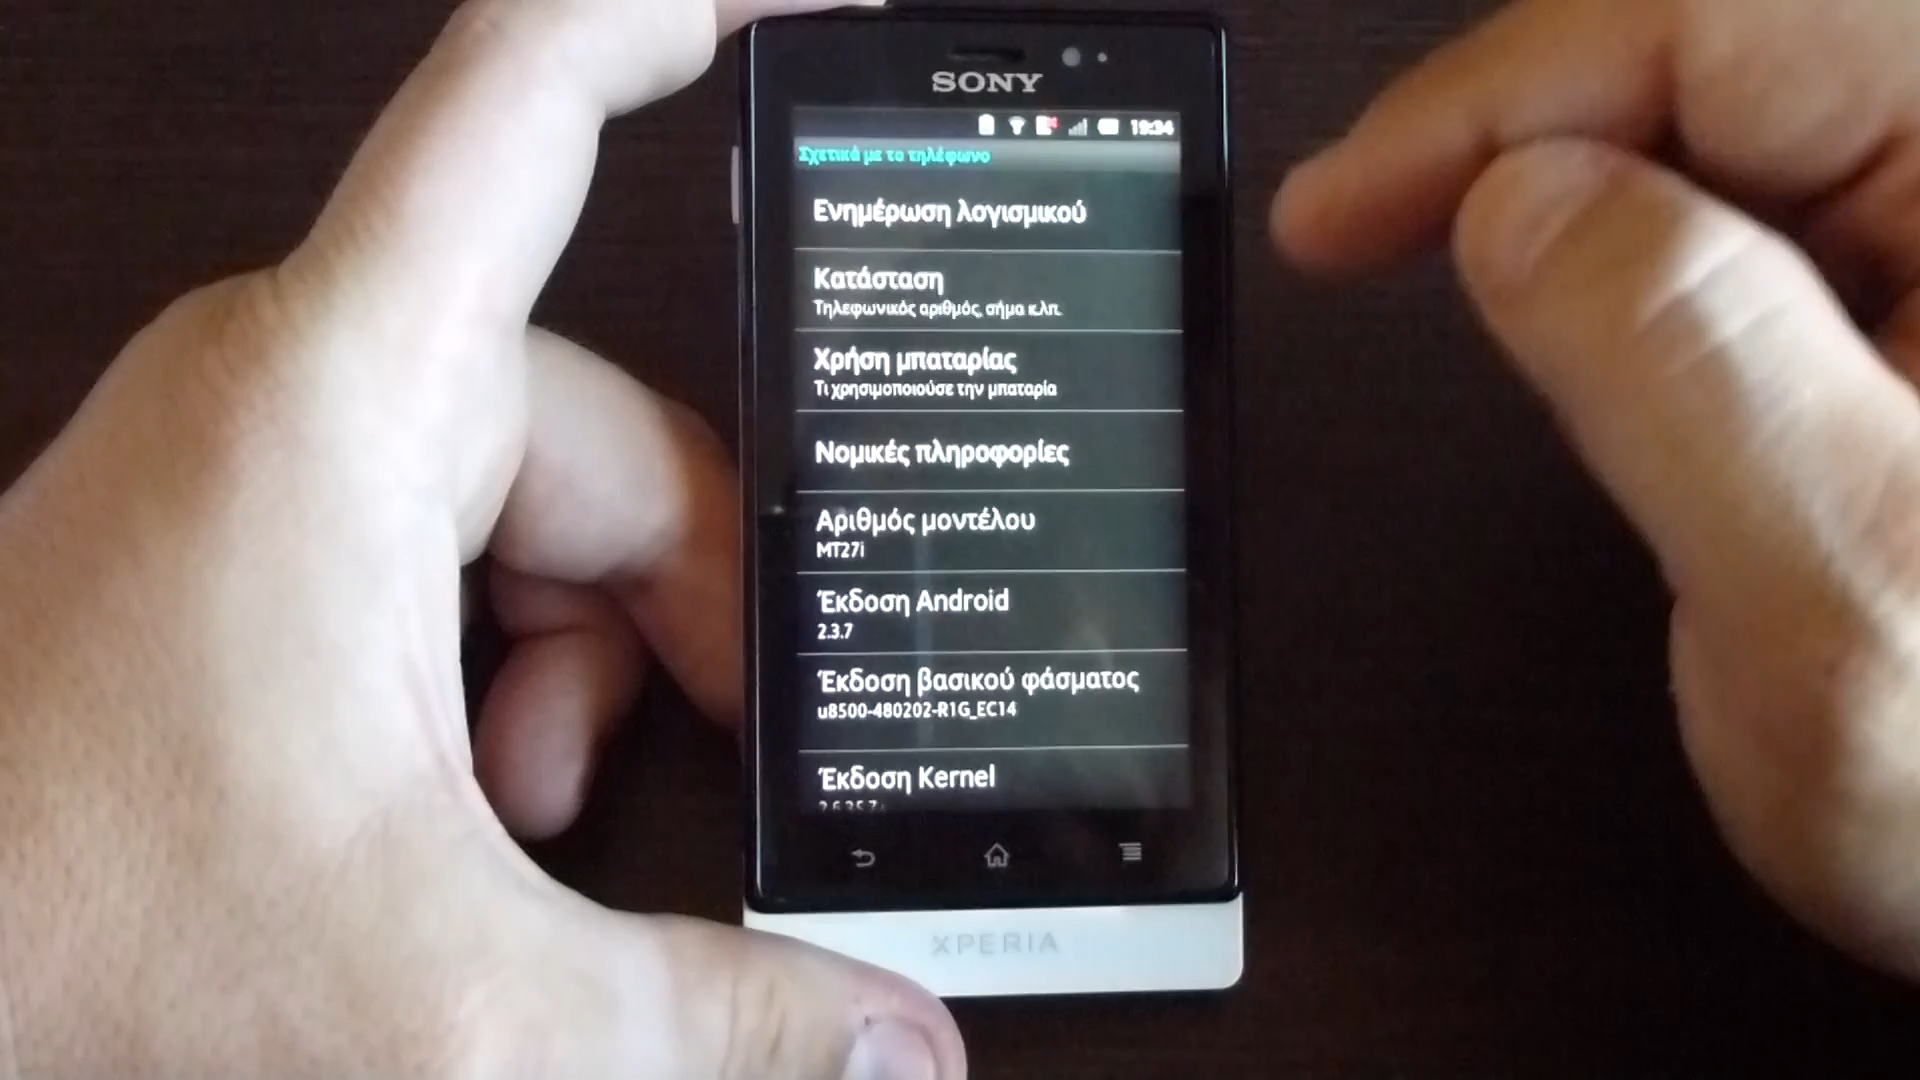 SONY
19:34
Σχετικά με το τηλέφωνο
Ενημέρωση λογισμικού
Κατάσταση
Τηλεφωνικός αριθμός, σήμα κ.λπ.
Χρήση μπαταρίας
Τι χρησιμοποιούσε την μπαταρία
Νομικές πληροφορίες
Αριθμός μοντέλου
MT27i
Έκδοση Android
2.3.7
Έκδοση βασικού φάσματος
u8500-480202-R1G_EC14
Έκδοση Kernel
XPERIA